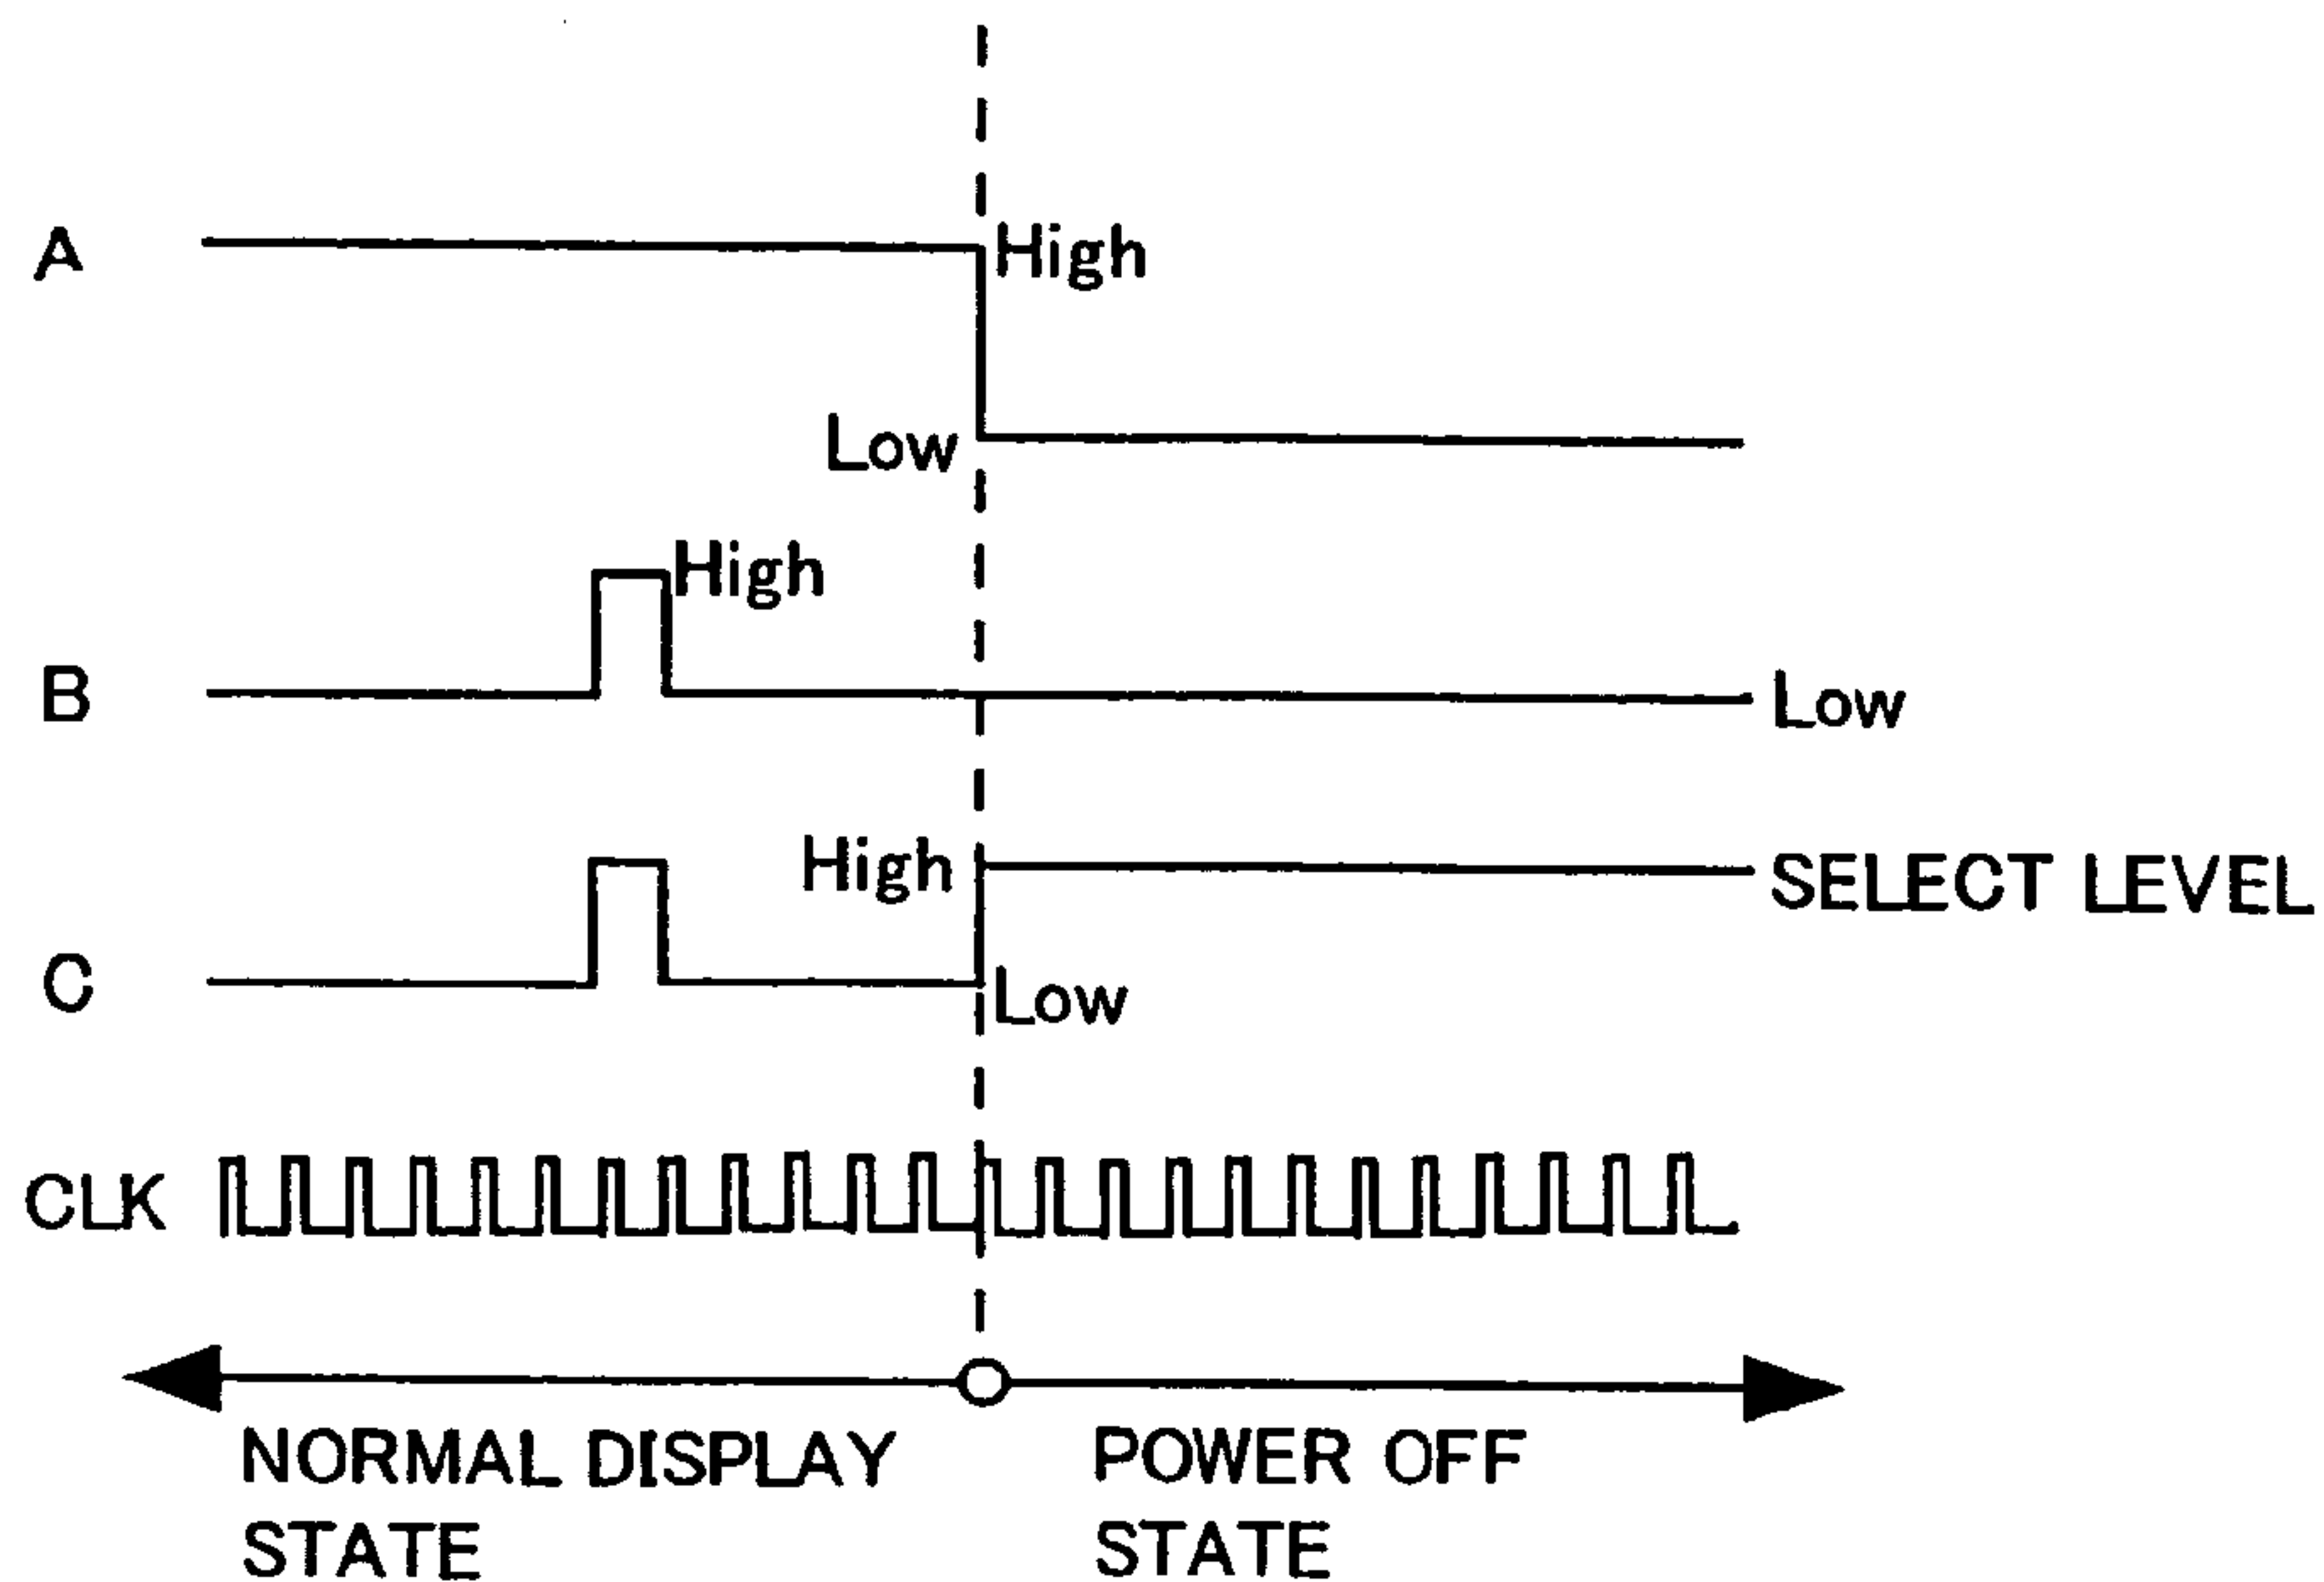 A High
Low
High
B Low
High SELECT LEVEL
C Low
CLK
NORMAL DISPLAY POWER OFF
STATE STATE